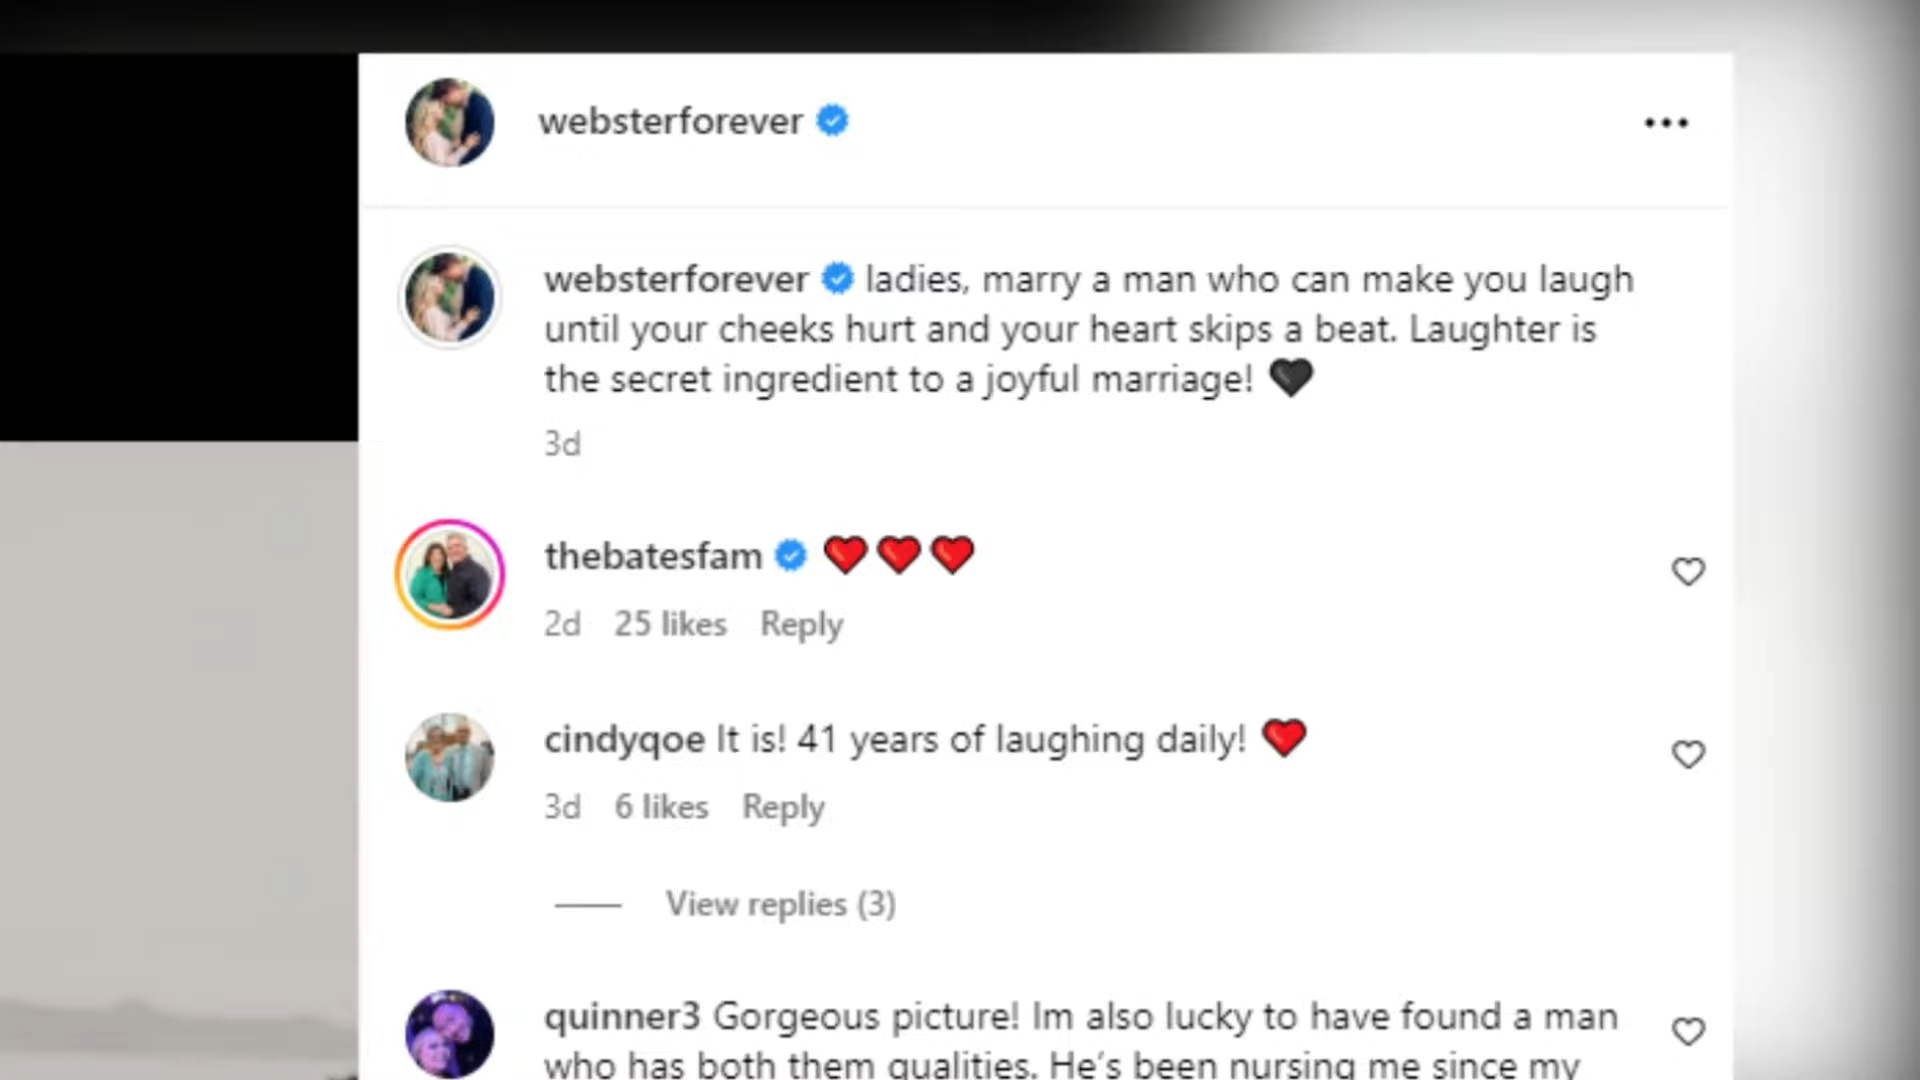 websterforever
websterforever ladies, marry a man who can make you laugh
until your cheeks hurt and your heart skips a beat. Laughter is
the secret ingredient to a joyful marriage! 🖤
3d
thebatesfam ❤️❤️❤️
2d 25 likes Reply
cindyqoe It is! 41 years of laughing daily! ❤️
3d 6 likes Reply
View replies (3)
quinner3 Gorgeous picture! Im also lucky to have found a man
who has both them qualities. He’s been nursing me since my